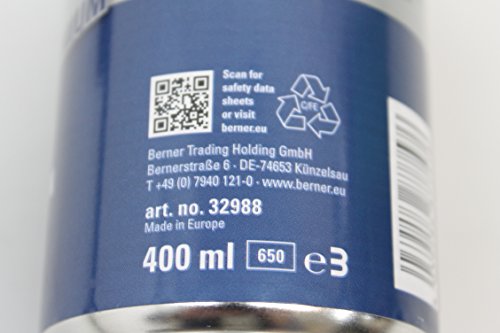 UM
Scan for
safety data
sheets
or visit
berner.eu
C/FE
Berner Trading Holding GmbH
Bernerstraße 6 · DE-74653 Künzelsau
T +49 (0) 7940 121-0 · www.berner.eu
art. no. 32988
Made in Europe
400 ml 650 e3